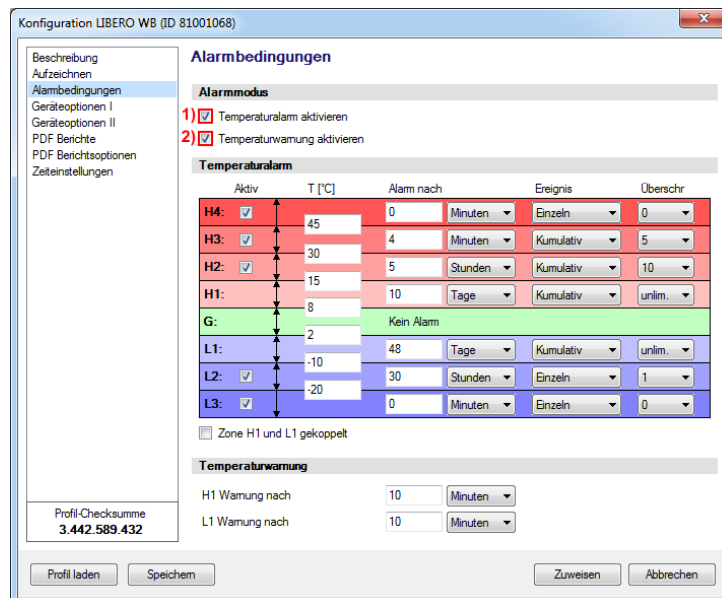 Konfiguration LIBERO WB (ID 81001068)
Beschreibung
Aufzeichnen
Alarmbedingungen
Geräteoptionen I
Geräteoptionen II
PDF Berichte
PDF Berichtsoptionen
Zeiteinstellungen
Profil-Checksumme
3.442.589.432
Alarmbedingungen
Alarmmodus
1) Temperaturalarm aktivieren
2) Temperaturwarnung aktivieren
Temperaturalarm
Aktiv T [°C] Alarm nach Ereignis Überschr
H4: 0 Minuten Einzeln 0
45
H3: 4 Minuten Kumulativ 5
30
H2: 5 Stunden Kumulativ 10
15
H1: 10 Tage Kumulativ unlim.
8
G: Kein Alarm
2
L1: 48 Tage Kumulativ unlim.
-10
L2: 30 Stunden Einzeln 1
-20
L3: 0 Minuten Einzeln 0
Zone H1 und L1 gekoppelt
Temperaturwarnung
H1 Warnung nach 10 Minuten
L1 Warnung nach 10 Minuten
Profil laden Speichern Zuweisen Abbrechen